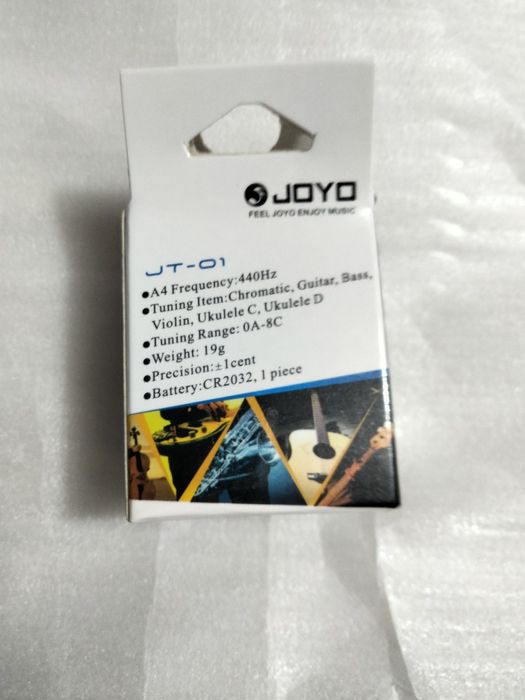 JOYO
FEEL JOYO ENJOY MUSIC
JT-01
●A4 Frequency:440Hz
●Tuning Item:Chromatic, Guitar, Bass,
Violin, Ukulele C, Ukulele D
●Tuning Range: 0A-8C
●Weight: 19g
●Precision:±1cent
●Battery:CR2032, 1 piece